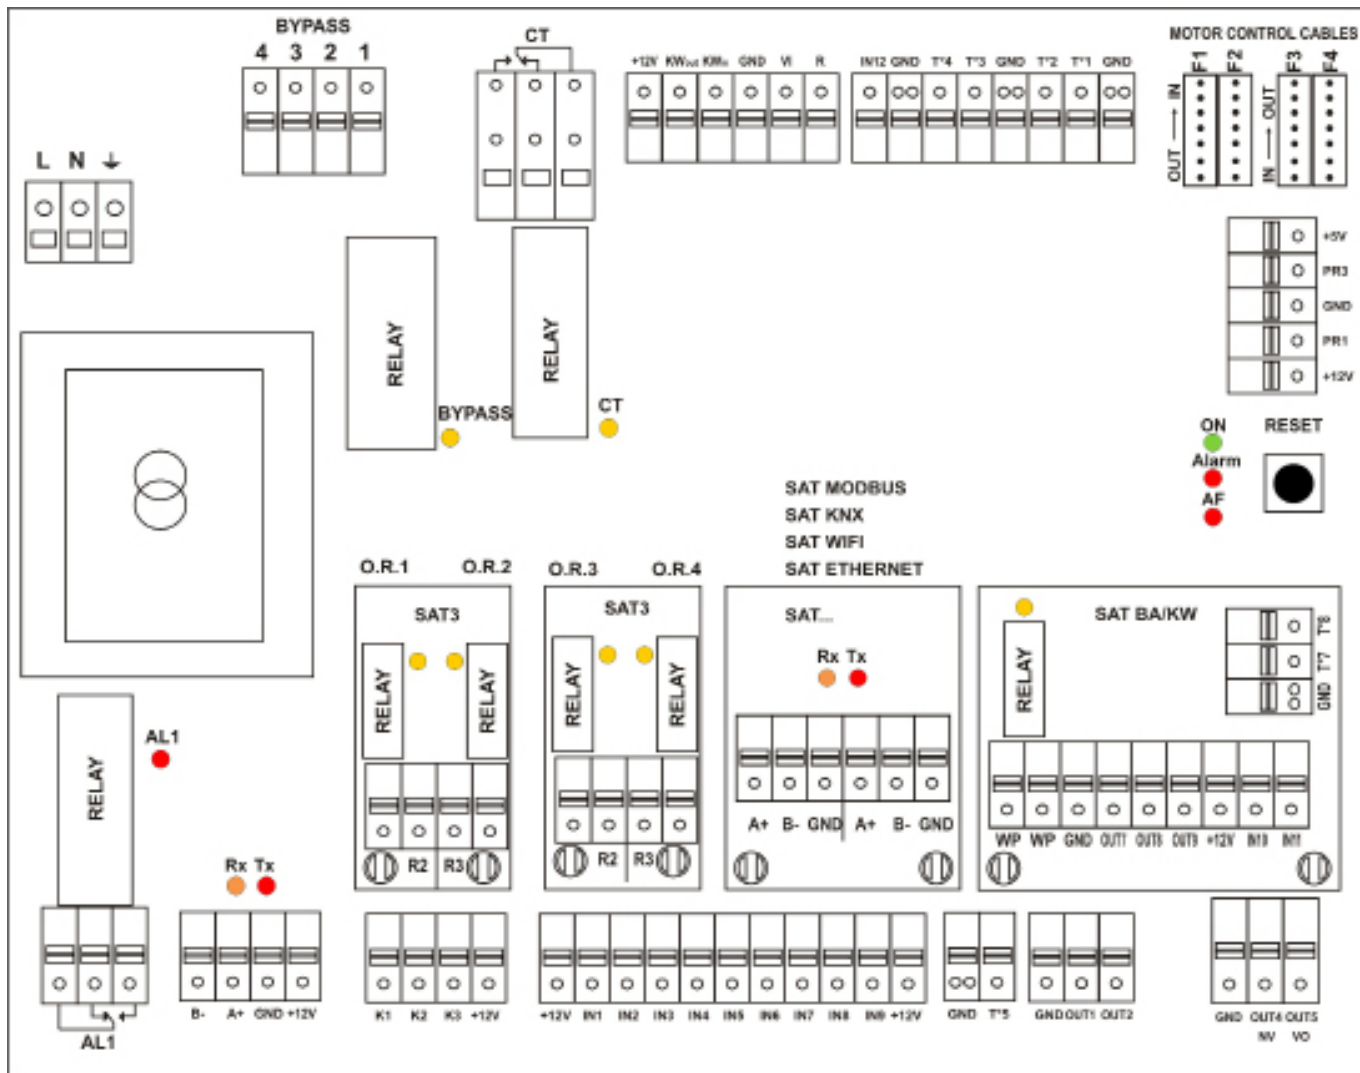 BYPASS
4 3 2 1
CT
+12V KWout KWin GND VI R
IN12 GND T°4 T°3 GND T°2 T°1 GND
MOTOR CONTROL CABLES
F1 F2 F3 F4
OUT → IN
IN → OUT
L N
+5V
PR3
GND
PR1
+12V
RELAY
RELAY
BYPASS
CT
ON
RESET
Alarm
AF
SAT MODBUS
SAT KNX
SAT WIFI
SAT ETHERNET
O.R.1 O.R.2
O.R.3 O.R.4
SAT3
SAT3
SAT...
SAT BA/KW
Rx Tx
RELAY RELAY
RELAY RELAY
RELAY
T°8
T°7
GND
RELAY
AL1
A+ B- GND A+ B- GND
WP WP GND OUT7 OUT8 OUT9 +12V IN10 IN11
R2 R3
R2 R3
Rx Tx
AL1
B- A+ GND +12V
K1 K2 K3 +12V
+12V IN1 IN2 IN3 IN4 IN5 IN6 IN7 IN8 IN9 +12V
GND T°5
GND OUT1 OUT2
GND OUT4 OUT5
NV VO